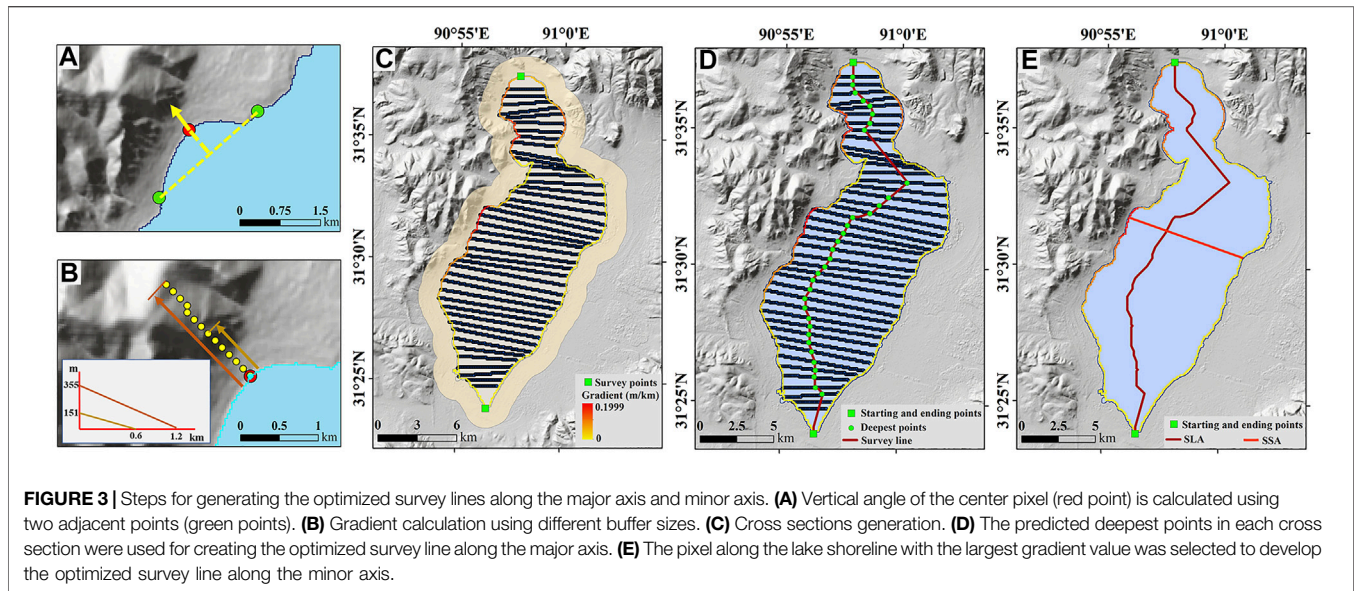 A
0 0.75 1.5
km
B
m
355
151
0.6 1.2 km
0 0.5 1
km
90°55'E 91°0'E
C
31°35'N
31°30'N
31°25'N
Survey points
Gradient (m/km)
0.1999
0
0 3 6
km
90°55'E 91°0'E
D
31°35'N
31°30'N
31°25'N
Starting and ending points
Deepest points
Survey line
0 2.5 5
km
90°55'E 91°0'E
E
31°35'N
31°30'N
31°25'N
Starting and ending points
SLA SSA
0 2.5 5
km
FIGURE 3 | Steps for generating the optimized survey lines along the major axis and minor axis. (A) Vertical angle of the center pixel (red point) is calculated using
two adjacent points (green points). (B) Gradient calculation using different buffer sizes. (C) Cross sections generation. (D) The predicted deepest points in each cross
section were used for creating the optimized survey line along the major axis. (E) The pixel along the lake shoreline with the largest gradient value was selected to develop
the optimized survey line along the minor axis.